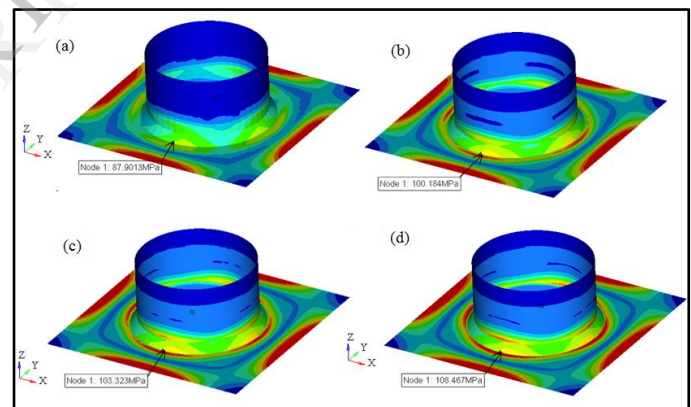 (a)
(b)
Z
Y
X
Node 1: 87.9013MPa
Z
Y
X
Node 1: 100.184MPa
(c)
(d)
Z
Y
X
Node 1: 103.323MPa
Z
Y
X
Node 1: 108.467MPa